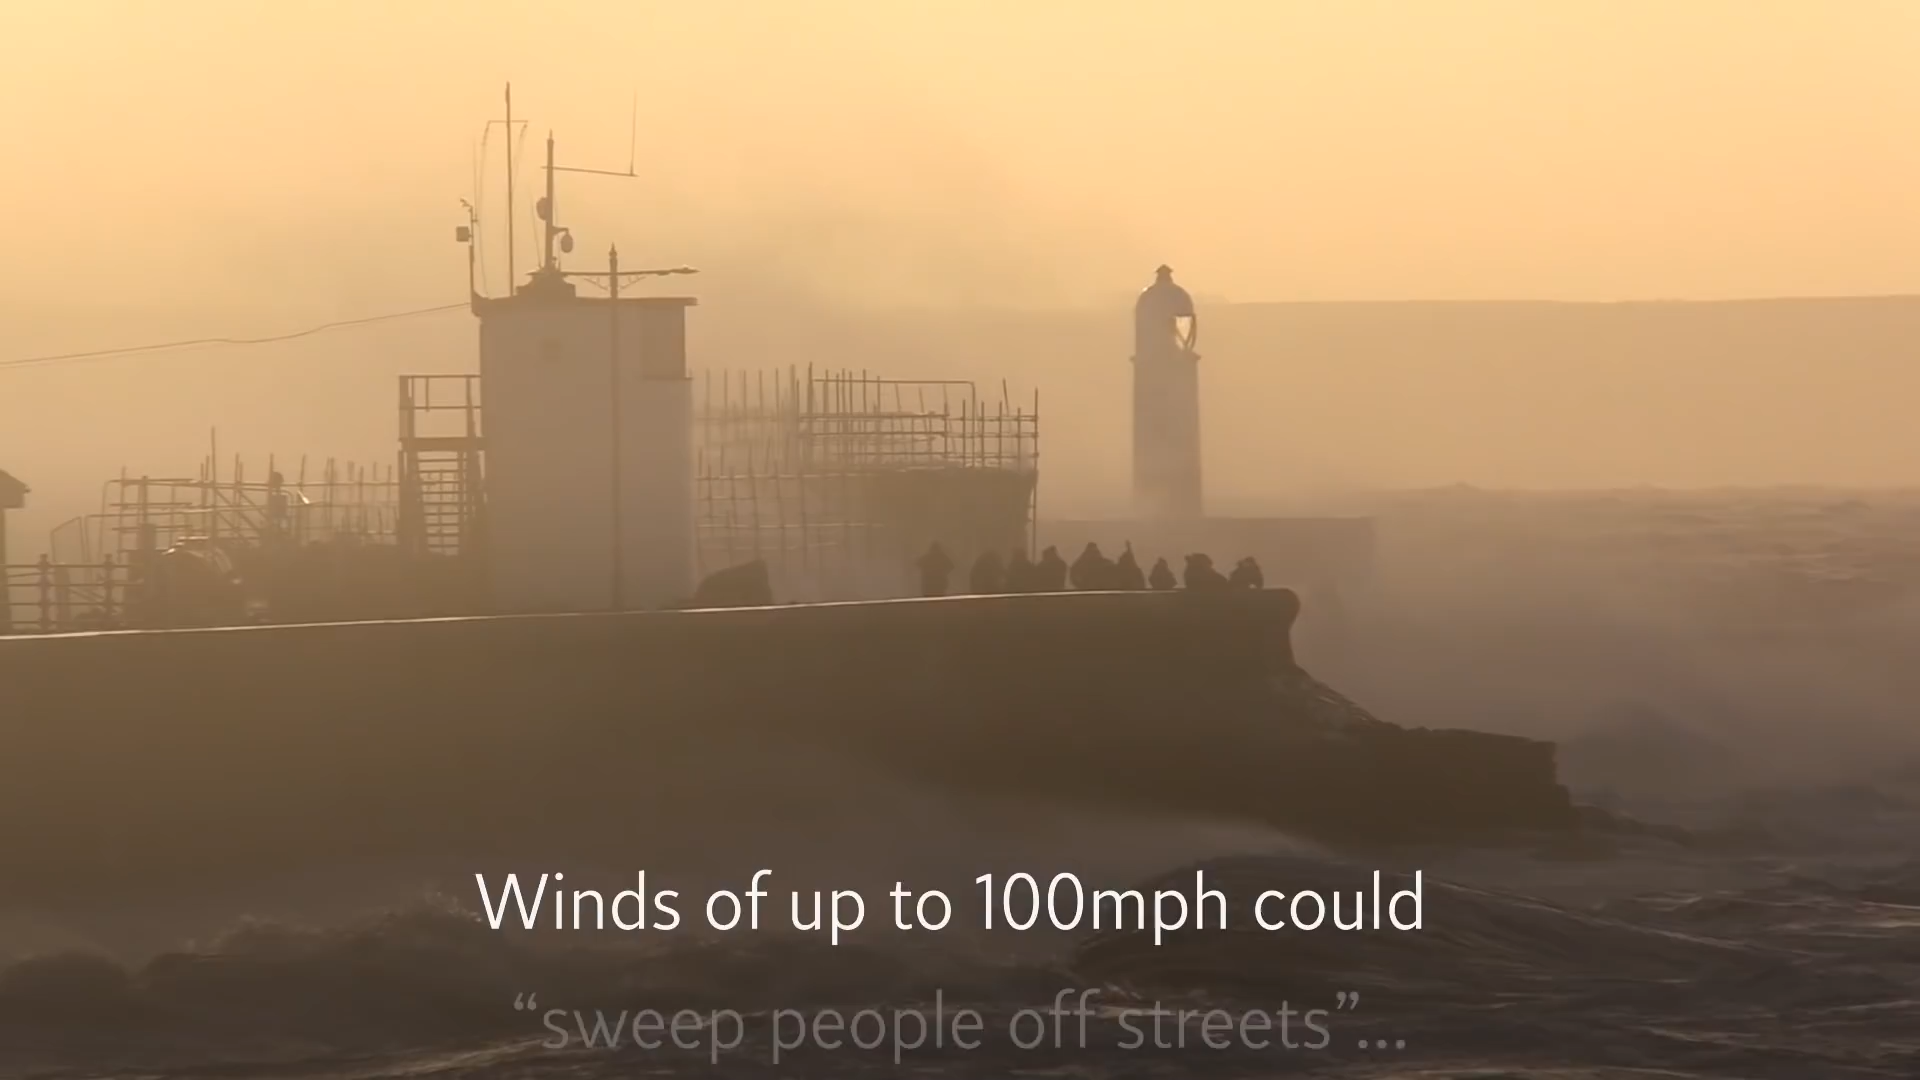 Winds of up to 100mph could
“sweep people off streets”...